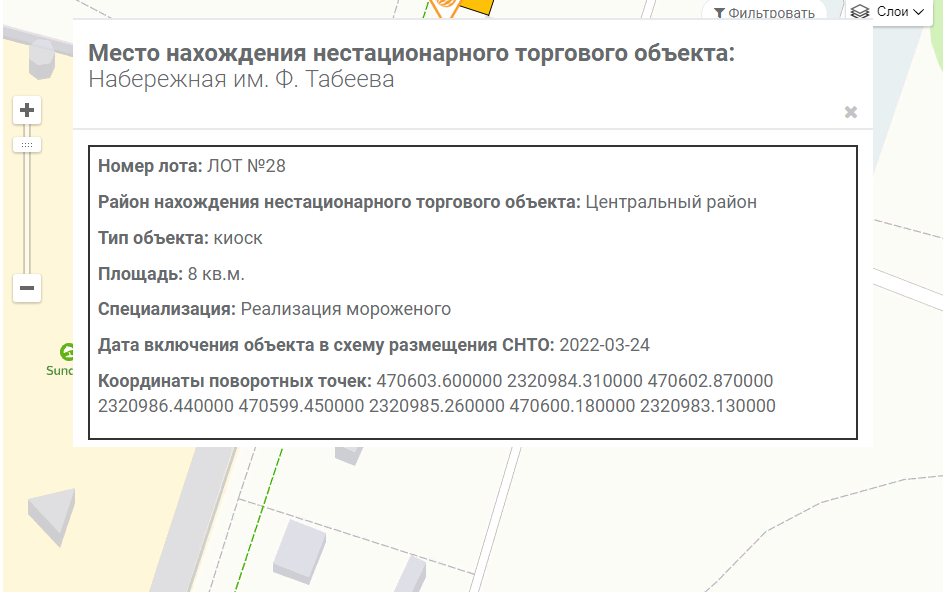 Фильтровать
Слои
Место нахождения нестационарного торгового объекта:
Набережная им. Ф. Табеева
Номер лота: ЛОТ №28
Район нахождения нестационарного торгового объекта: Центральный район
Тип объекта: киоск
Площадь: 8 кв.м.
Специализация: Реализация мороженого
Дата включения объекта в схему размещения СНТО: 2022-03-24
Координаты поворотных точек: 470603.600000 2320984.310000 470602.870000
2320986.440000 470599.450000 2320985.260000 470600.180000 2320983.130000